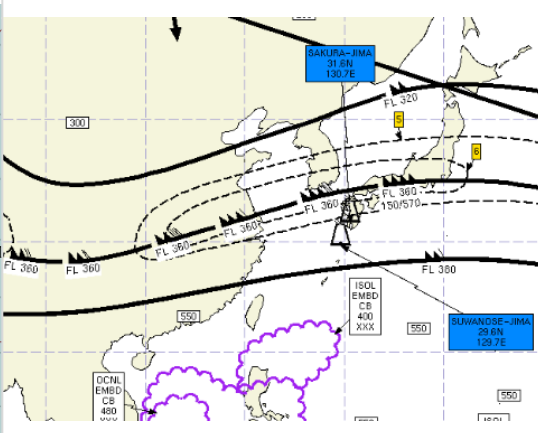 SAKURA-JIMA
31.6N
130.7E
FL 320
300
5
6
FL 360
FL 360
150/570
FL 360
FL 360
FL 360
FL 360
FL 380
ISOL
EMBD
CB
400
XXX
550
550
SUWANOSE-JIMA
29.6N
129.7E
OCNL
EMBD
CB
480
XXX
550